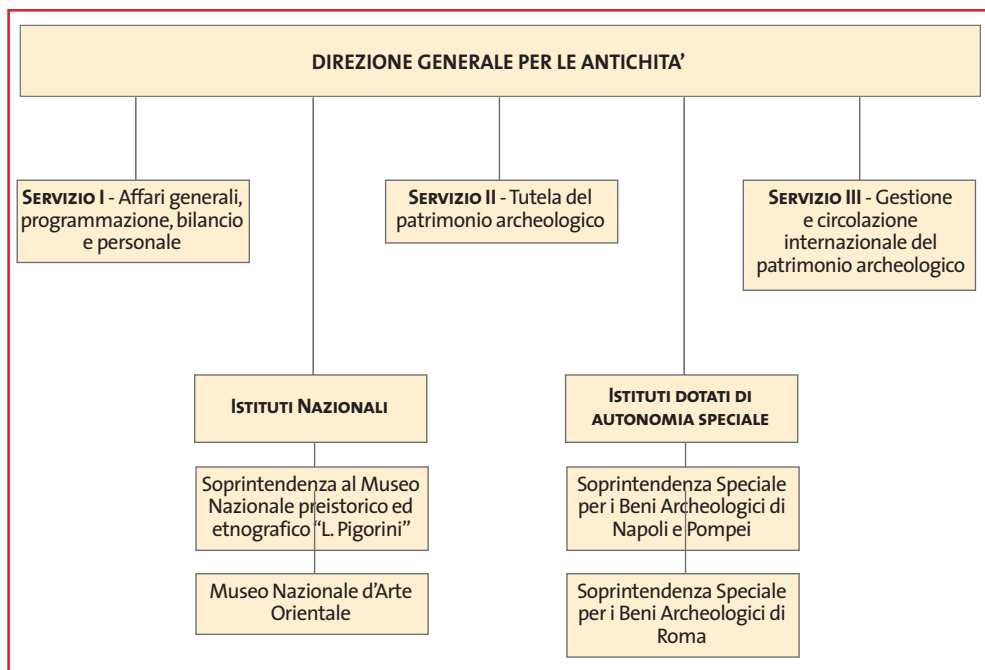 DIREZIONE GENERALE PER LE ANTICHITA’
SERVIZIO I - Affari generali,
programmazione, bilancio
e personale
SERVIZIO II - Tutela del
patrimonio archeologico
SERVIZIO III - Gestione
e circolazione
internazionale del
patrimonio archeologico
ISTITUTI NAZIONALI
ISTITUTI DOTATI DI
AUTONOMIA SPECIALE
Soprintendenza al Museo
Nazionale preistorico ed
etnografico “L. Pigorini”
Soprintendenza Speciale
per i Beni Archeologici di
Napoli e Pompei
Museo Nazionale d’Arte
Orientale
Soprintendenza Speciale
per i Beni Archeologici di
Roma